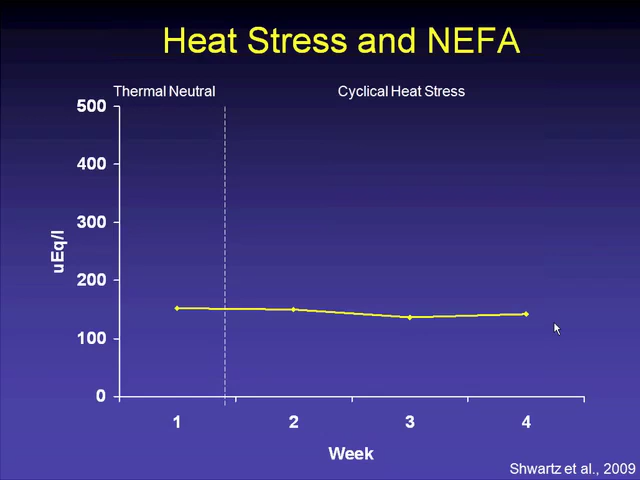 Heat Stress and NEFA
Thermal Neutral
Cyclical Heat Stress
500
400
300
200
100
0
uEq/l
1
2
3
4
Week
Shwartz et al., 2009